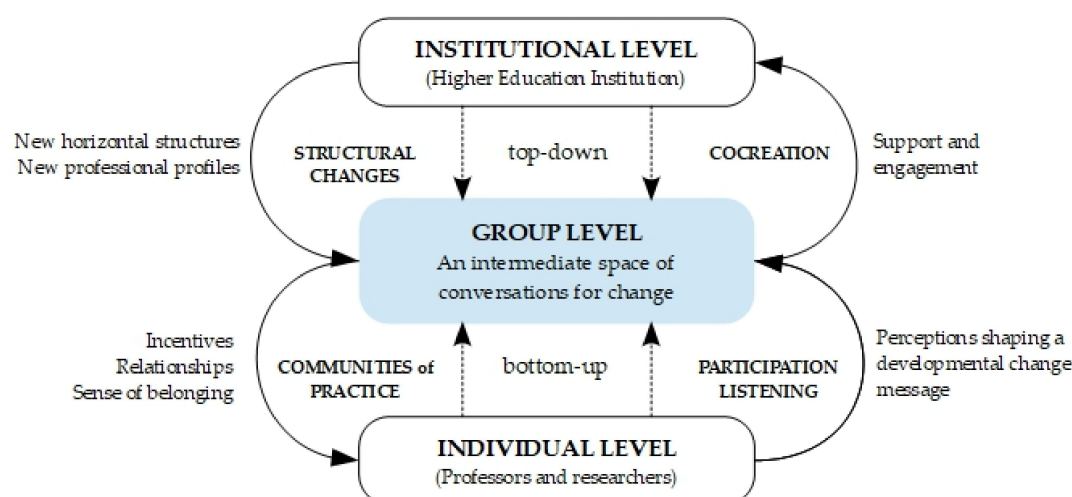 INSTITUTIONAL LEVEL
(Higher Education Institution)
New horizontal structures
New professional profiles
STRUCTURAL
CHANGES
top-down
COCREATION
Support and
engagement
GROUP LEVEL
An intermediate space of
conversations for change
Incentives
Relationships
Sense of belonging
COMMUNITIES of
PRACTICE
bottom-up
PARTICIPATION
LISTENING
Perceptions shaping a
developmental change
message
INDIVIDUAL LEVEL
(Professors and researchers)